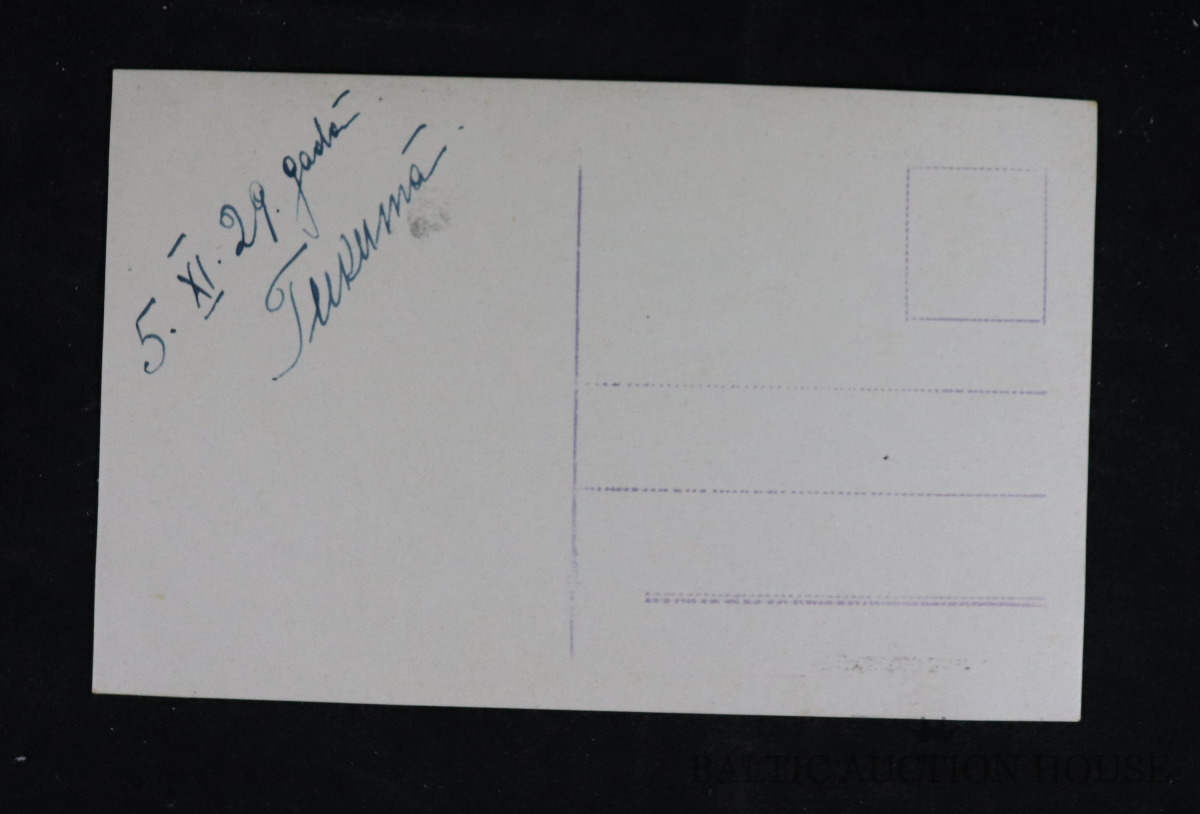 5. XI. 29. gadā
Tukumā.
BALTIC AUCTION HOUSE